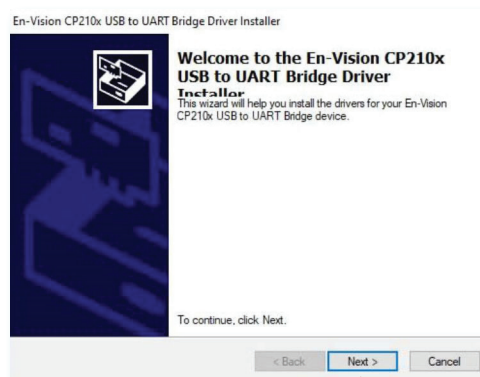 En-Vision CP210x USB to UART Bridge Driver Installer
Welcome to the En-Vision CP210x
USB to UART Bridge Driver
Installer
This wizard will help you install the drivers for your En-Vision
CP210x USB to UART Bridge device.
To continue, click Next.
< Back Next > Cancel